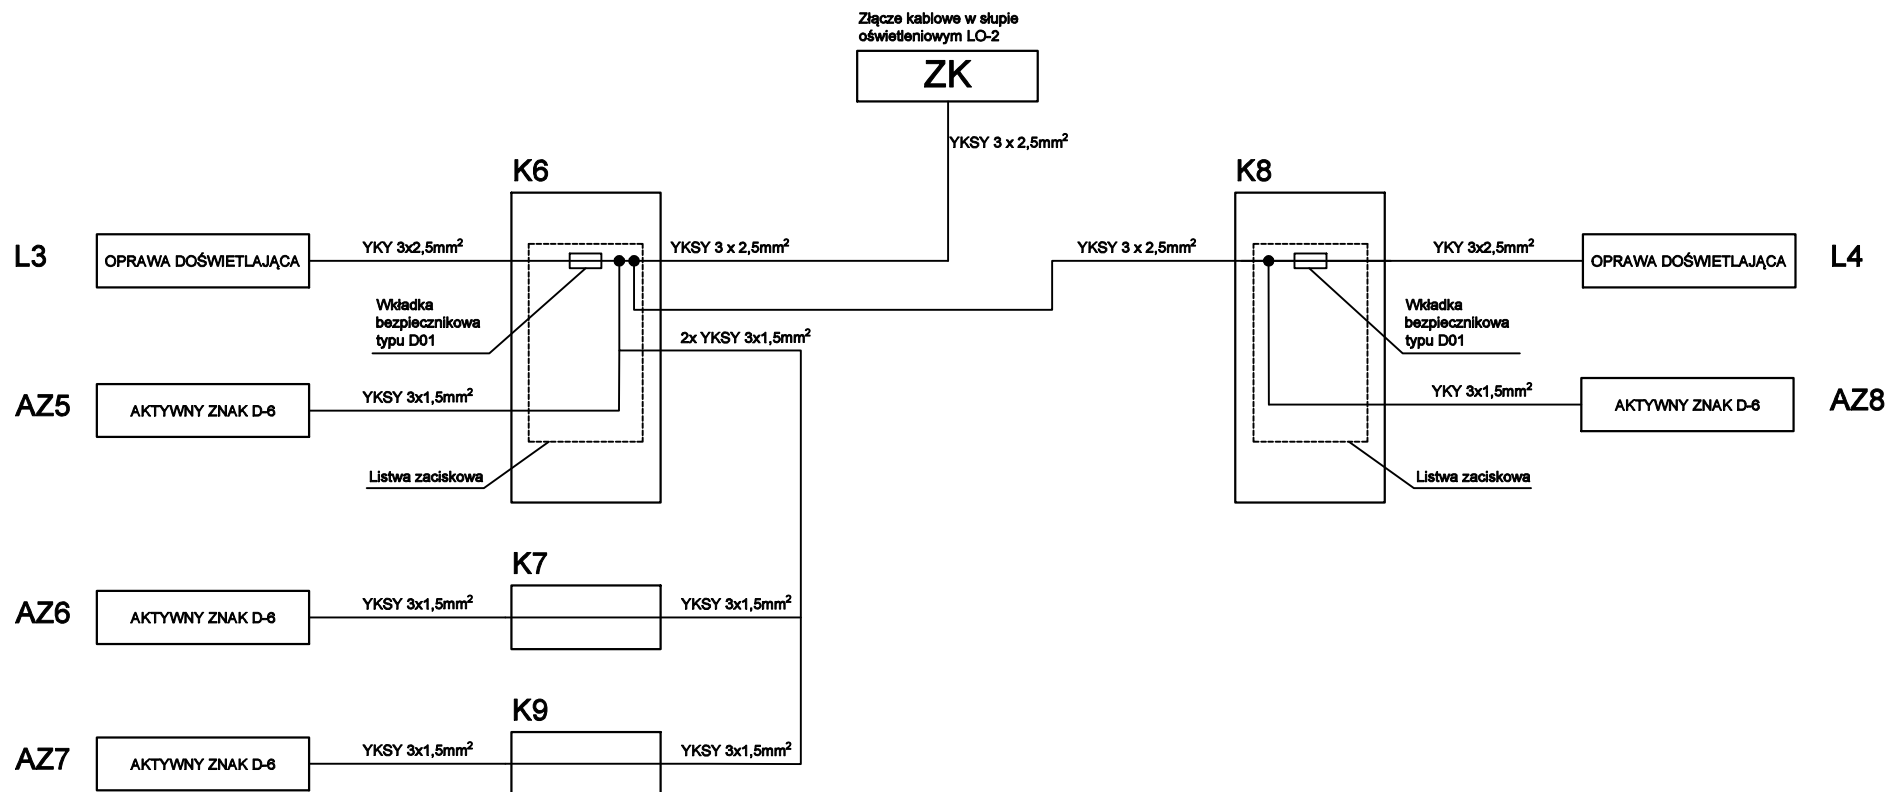 Złącze kablowe w słupie
oświetleniowym LO-2
ZK
YKSY 3 x 2,5mm²
K6
K8
L3
OPRAWA DOŚWIETLAJĄCA
YKY 3x2,5mm²
YKSY 3 x 2,5mm²
YKSY 3 x 2,5mm²
YKY 3x2,5mm²
OPRAWA DOŚWIETLAJĄCA
L4
Wkładka
bezpiecznikowa
typu D01
2x YKSY 3x1,5mm²
Wkładka
bezpiecznikowa
typu D01
AZ5
AKTYWNY ZNAK D-6
YKSY 3x1,5mm²
YKY 3x1,5mm²
AKTYWNY ZNAK D-6
AZ8
Listwa zaciskowa
Listwa zaciskowa
K7
AZ6
AKTYWNY ZNAK D-6
YKSY 3x1,5mm²
YKSY 3x1,5mm²
K9
AZ7
AKTYWNY ZNAK D-6
YKSY 3x1,5mm²
YKSY 3x1,5mm²